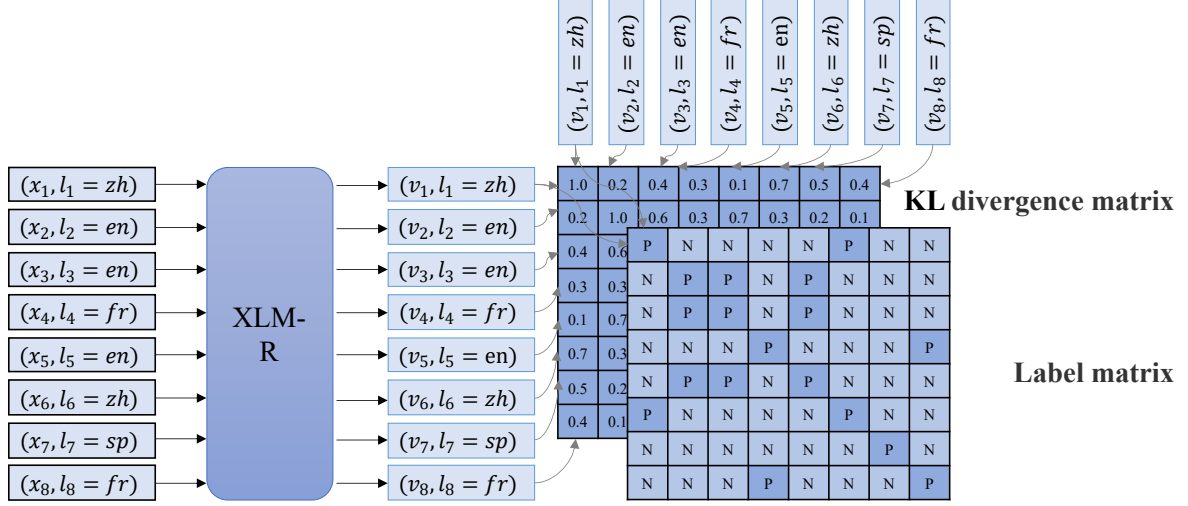 (v₁, l₁ = zh)
(v₂, l₂ = en)
(v₃, l₃ = en)
(v₄, l₄ = fr)
(v₅, l₅ = en)
(v₆, l₆ = zh)
(v₇, l₇ = sp)
(v₈, l₈ = fr)
(x₁, l₁ = zh)
(x₂, l₂ = en)
(x₃, l₃ = en)
(x₄, l₄ = fr)
(x₅, l₅ = en)
(x₆, l₆ = zh)
(x₇, l₇ = sp)
(x₈, l₈ = fr)
XLM-
R
(v₁, l₁ = zh)
(v₂, l₂ = en)
(v₃, l₃ = en)
(v₄, l₄ = fr)
(v₅, l₅ = en)
(v₆, l₆ = zh)
(v₇, l₇ = sp)
(v₈, l₈ = fr)
1.0 0.2 0.4 0.3 0.1 0.7 0.5 0.4
0.2 1.0 0.6 0.3 0.7 0.3 0.2 0.1
0.4 0.6
0.3 0.3
0.1 0.7
0.7 0.3
0.5 0.2
0.4 0.1
KL divergence matrix
P N N N N P N N
N P P N P N N N
N P P N P N N N
N N N P N N N P
N P P N P N N N
P N N N N P N N
N N N N N N P N
N N N P N N N P
Label matrix